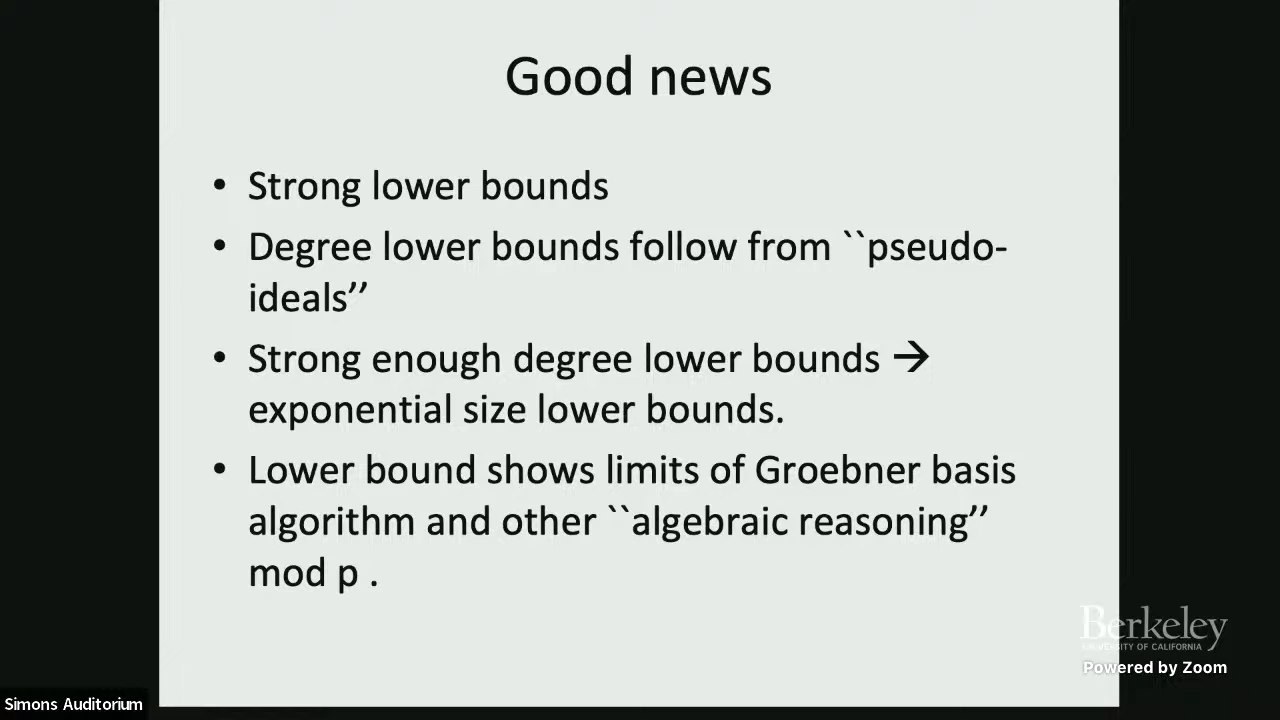 Good news
• Strong lower bounds
• Degree lower bounds follow from ``pseudo-
ideals’’
• Strong enough degree lower bounds →
exponential size lower bounds.
• Lower bound shows limits of Groebner basis
algorithm and other ``algebraic reasoning’’
mod p .
Berkeley
UNIVERSITY OF CALIFORNIA
Powered by Zoom
Simons Auditorium